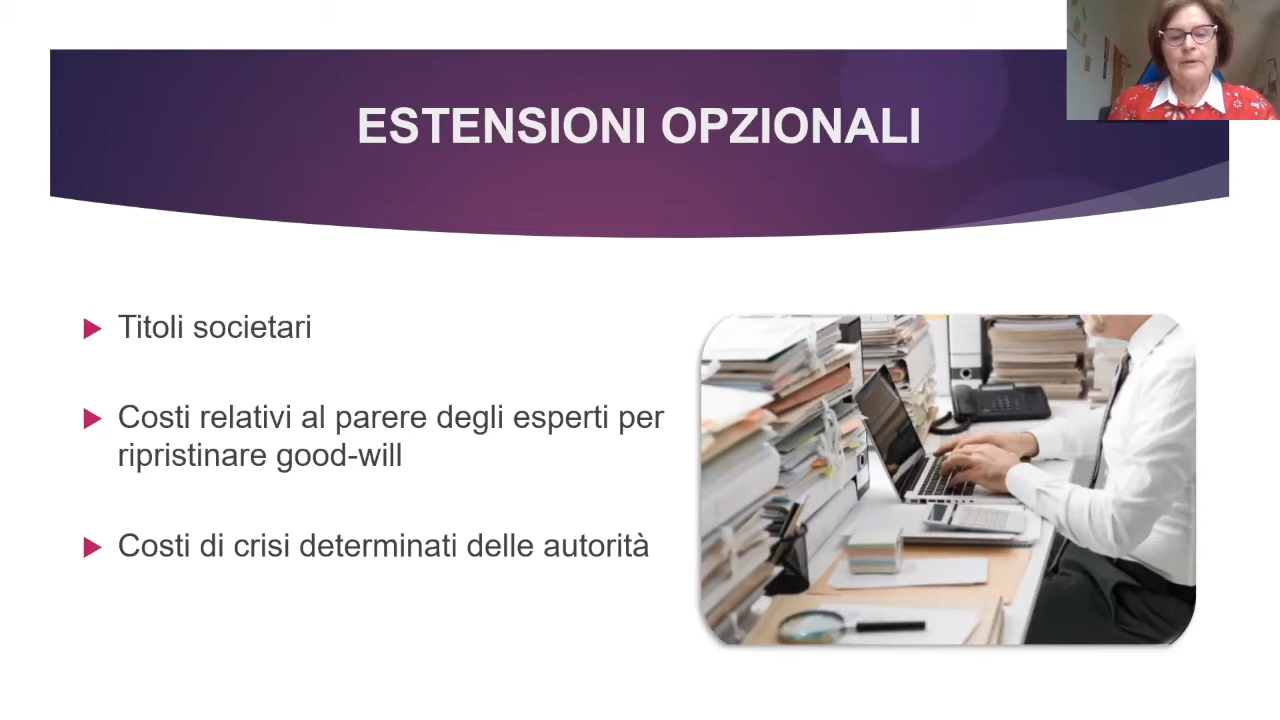 ESTENSIONI OPZIONALI
Titoli societari
Costi relativi al parere degli esperti per
ripristinare good-will
Costi di crisi determinati delle autorità